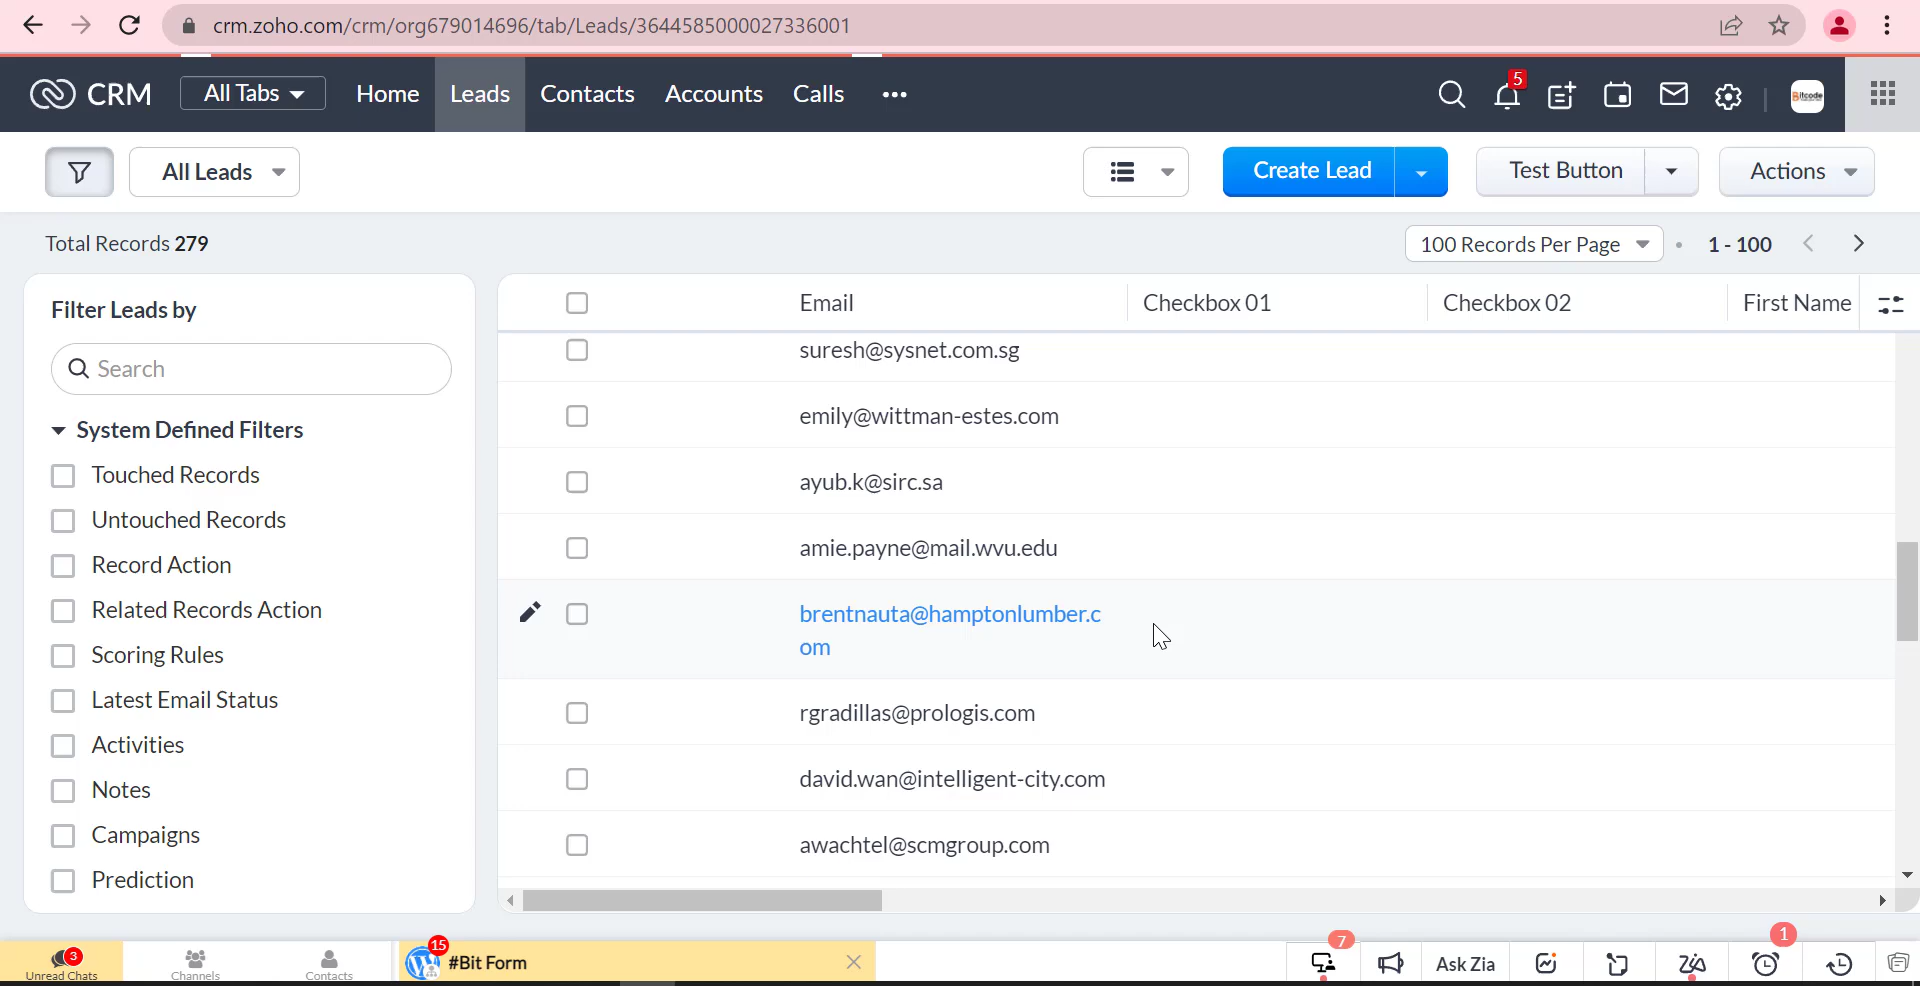 crm.zoho.com/crm/org679014696/tab/Leads/3644585000027336001
CRM
All Tabs
Home
Leads
Contacts
Accounts
Calls
5
Bitcode
All Leads
Create Lead
Test Button
Actions
Total Records 279
100 Records Per Page
1 - 100
Filter Leads by
Search
System Defined Filters
Touched Records
Untouched Records
Record Action
Related Records Action
Scoring Rules
Latest Email Status
Activities
Notes
Campaigns
Prediction
Email
Checkbox 01
Checkbox 02
First Name
suresh@sysnet.com.sg
emily@wittman-estes.com
ayub.k@sirc.sa
amie.payne@mail.wvu.edu
brentnauta@hamptonlumber.c
om
rgradillas@prologis.com
david.wan@intelligent-city.com
awachtel@scmgroup.com
3
Unread Chats
Channels
Contacts
15
#Bit Form
7
Ask Zia
1